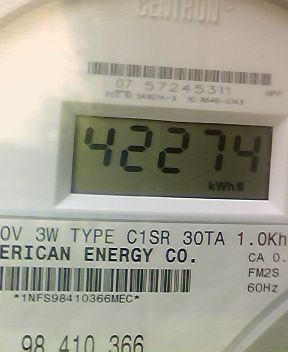 CENTRON
07 57245311
42274
kWh
0V 3W TYPE C1SR 30TA 1.0Kh
ERICAN ENERGY CO.
CA 0.
FM2S
60Hz
*1NFS98410366MEC*
98 410 366